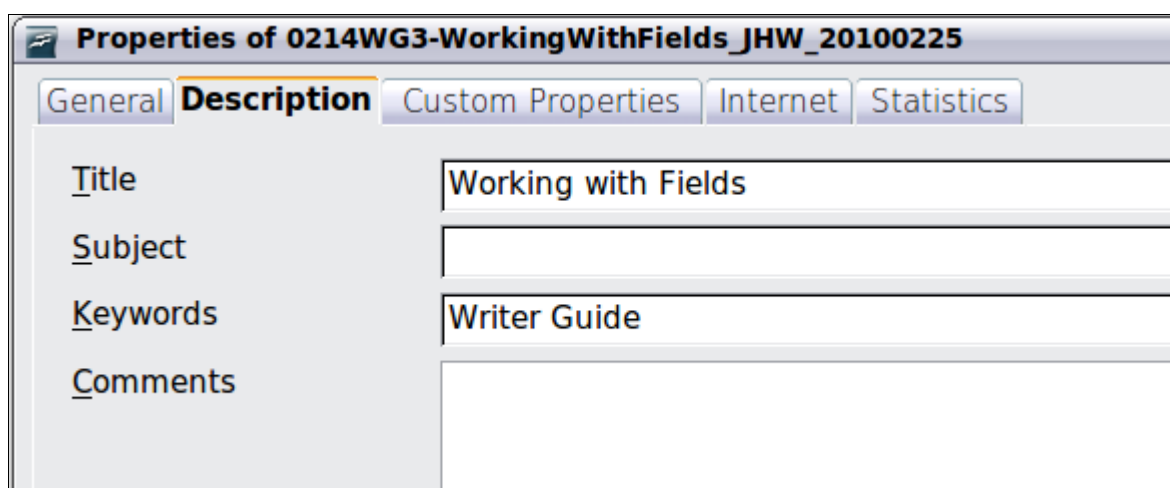 Properties of 0214WG3-WorkingWithFields_JHW_20100225
General Description Custom Properties Internet Statistics
Title Working with Fields
Subject
Keywords Writer Guide
Comments